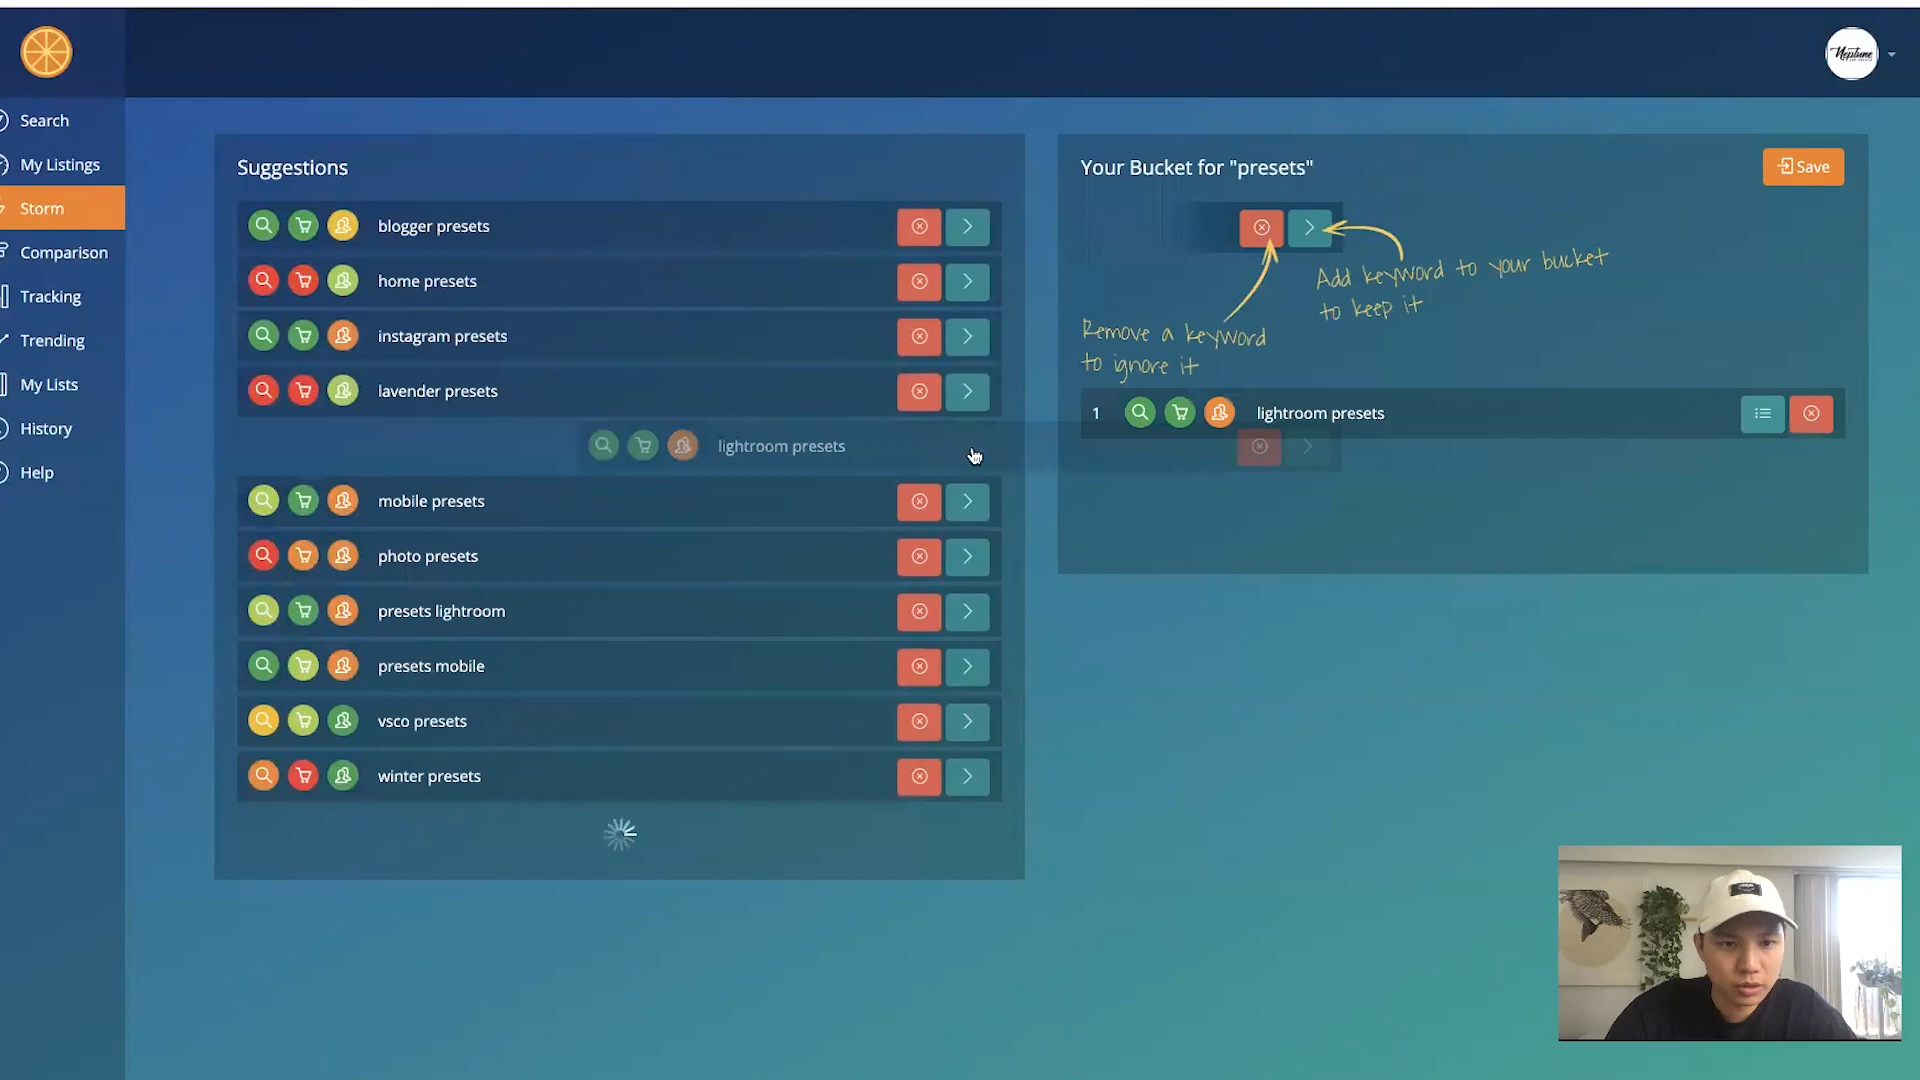 Neptune
Search
My Listings
Storm
Comparison
Tracking
Trending
My Lists
History
Help
Suggestions
blogger presets
home presets
instagram presets
lavender presets
lightroom presets
mobile presets
photo presets
presets lightroom
presets mobile
vsco presets
winter presets
Your Bucket for "presets"
Save
Add keyword to your bucket
to keep it
Remove a keyword
to ignore it
1 lightroom presets